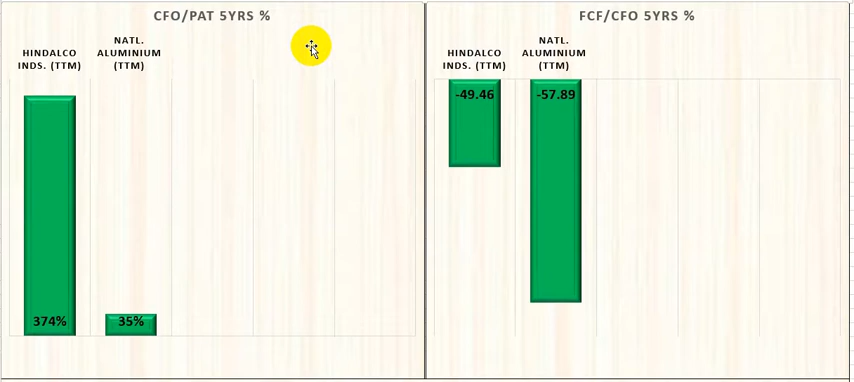 CFO/PAT 5YRS %
HINDALCO
INDS. (TTM)
NATL.
ALUMINIUM
(TTM)
374%
35%
FCF/CFO 5YRS %
HINDALCO
INDS. (TTM)
NATL.
ALUMINIUM
(TTM)
-49.46
-57.89